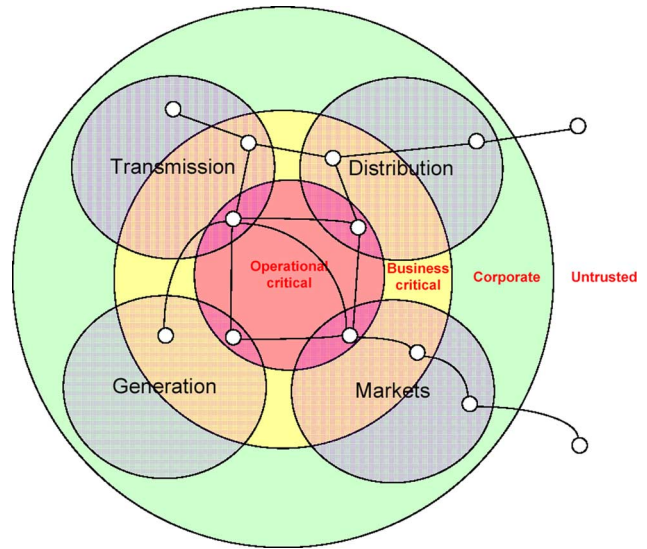 Transmission
Distribution
Operational
critical
Business
critical
Corporate
Untrusted
Generation
Markets